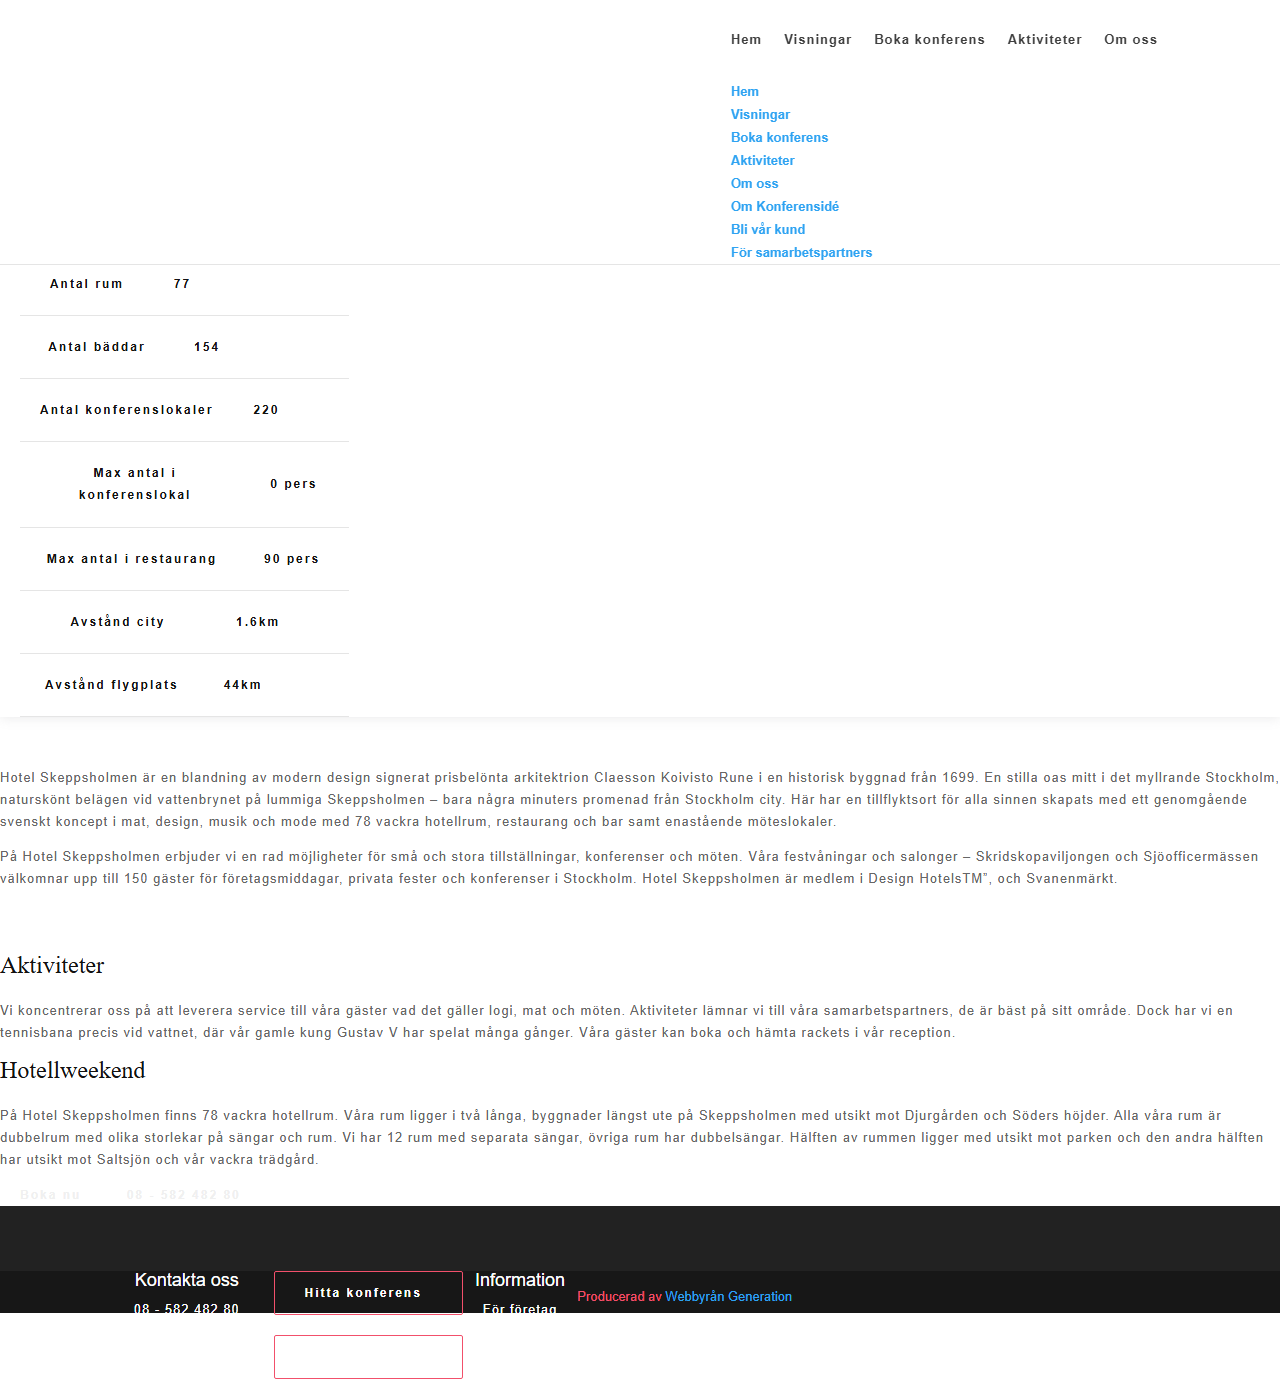 Hem Visningar Boka konferens Aktiviteter Om oss
Hem
Visningar
Boka konferens
Aktiviteter
Om oss
Om Konferensidé
Bli vår kund
För samarbetspartners
Antal rum 77
Antal bäddar 154
Antal konferenslokaler 220
Max antal i
konferenslokal 0 pers
Max antal i restaurang 90 pers
Avstånd city 1.6km
Avstånd flygplats 44km
Hotel Skeppsholmen är en blandning av modern design signerat prisbelönta arkitektrion Claesson Koivisto Rune i en historisk byggnad från 1699. En stilla oas mitt i det myllrande Stockholm,
naturskönt belägen vid vattenbrynet på lummiga Skeppsholmen – bara några minuters promenad från Stockholm city. Här har en tillflyktsort för alla sinnen skapats med ett genomgående
svenskt koncept i mat, design, musik och mode med 78 vackra hotellrum, restaurang och bar samt enastående möteslokaler.
På Hotel Skeppsholmen erbjuder vi en rad möjligheter för små och stora tillställningar, konferenser och möten. Våra festvåningar och salonger – Skridskopaviljongen och Sjöofficermässen
välkomnar upp till 150 gäster för företagsmiddagar, privata fester och konferenser i Stockholm. Hotel Skeppsholmen är medlem i Design HotelsTM”, och Svanenmärkt.
Aktiviteter
Vi koncentrerar oss på att leverera service till våra gäster vad det gäller logi, mat och möten. Aktiviteter lämnar vi till våra samarbetspartners, de är bäst på sitt område. Dock har vi en
tennisbana precis vid vattnet, där vår gamle kung Gustav V har spelat många gånger. Våra gäster kan boka och hämta rackets i vår reception.
Hotellweekend
På Hotel Skeppsholmen finns 78 vackra hotellrum. Våra rum ligger i två långa, byggnader längst ute på Skeppsholmen med utsikt mot Djurgården och Söders höjder. Alla våra rum är
dubbelrum med olika storlekar på sängar och rum. Vi har 12 rum med separata sängar, övriga rum har dubbelsängar. Hälften av rummen ligger med utsikt mot parken och den andra hälften
har utsikt mot Saltsjön och vår vackra trädgård.
Boka nu 08 - 582 482 80
Kontakta oss Hitta konferens Information
08 - 582 482 80 För företag
Producerad av Webbyrån Generation